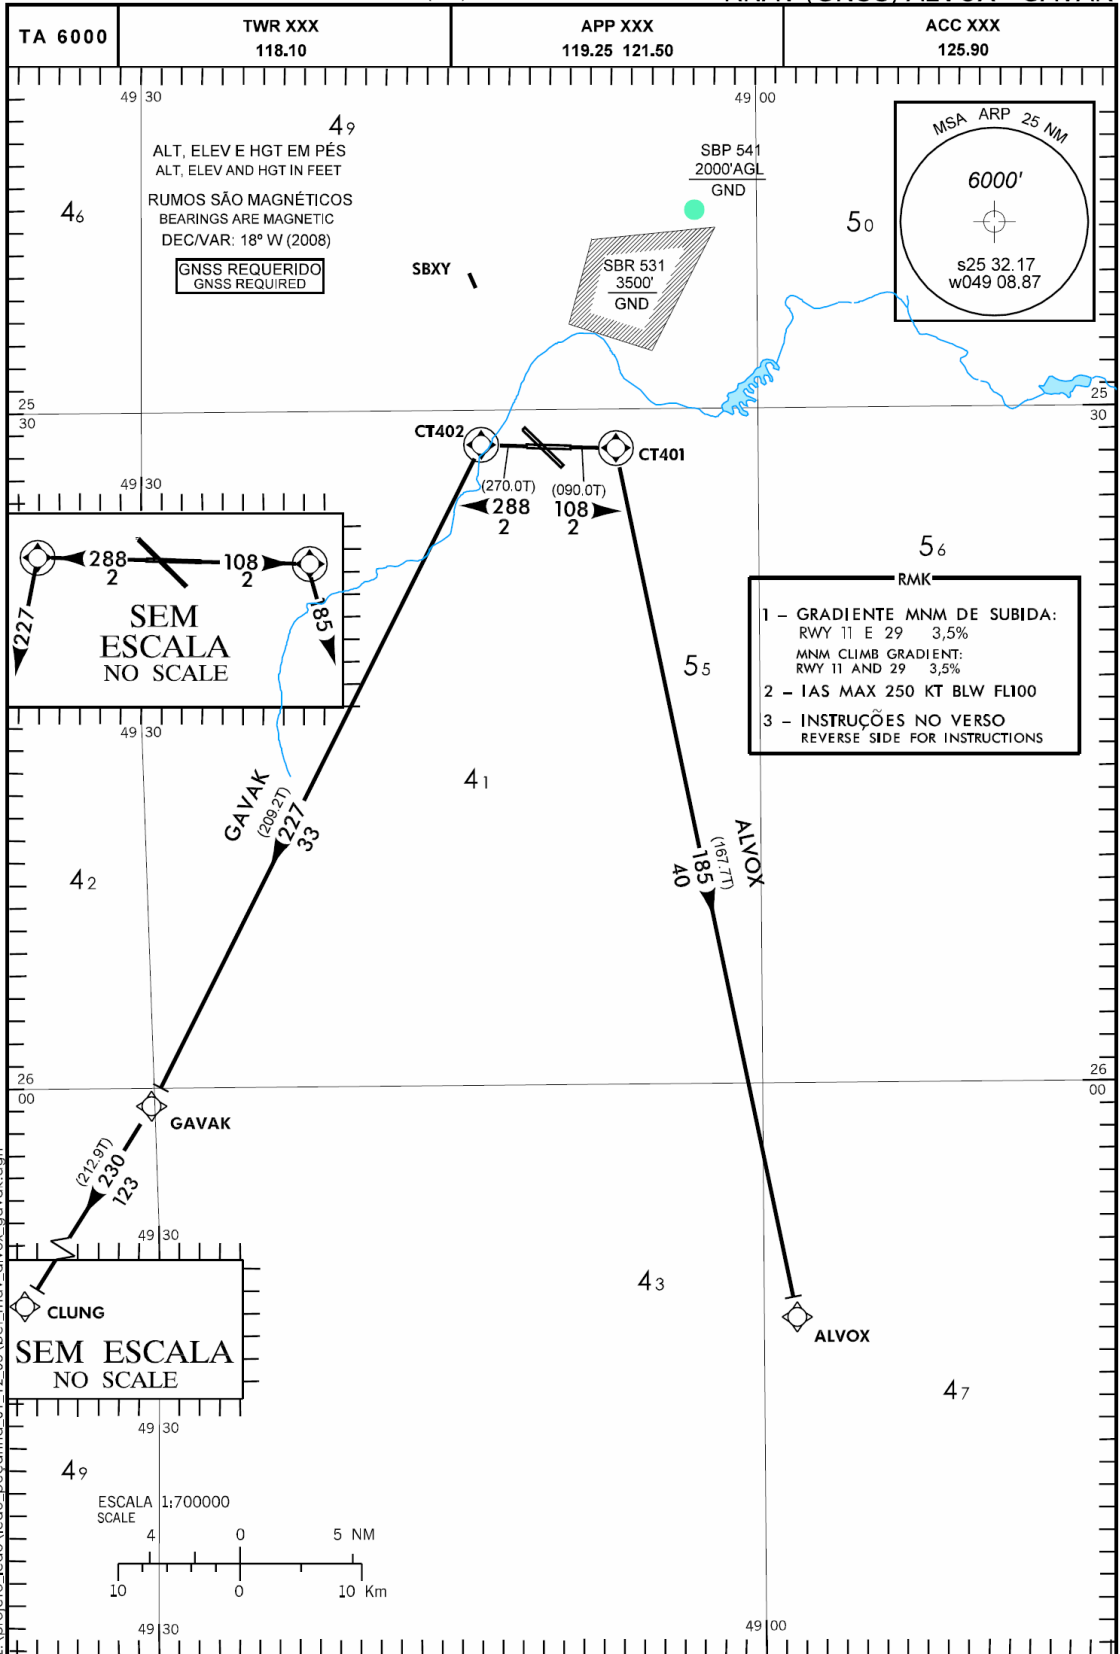 TA 6000
TWR XXX
118.10
APP XXX
119.25 121.50
ACC XXX
125.90
49 30
49 00
49
ALT, ELEV E HGT EM PÉS
ALT, ELEV AND HGT IN FEET
RUMOS SÃO MAGNÉTICOS
BEARINGS ARE MAGNETIC
DEC/VAR: 18º W (2008)
GNSS REQUERIDO
GNSS REQUIRED
46
SBXY
SBP 541
2000'AGL
GND
SBR 531
3500'
GND
50
MSA ARP 25 NM
6000'
s25 32.17
w049 08.87
25
30
25
30
CT402
CT401
(270.0T)
288
2
(090.0T)
108
2
49 30
288
2
108
2
227
185
SEM
ESCALA
NO SCALE
49 30
56
RMK
1 – GRADIENTE MNM DE SUBIDA:
RWY 11 E 29 3,5%
MNM CLIMB GRADIENT:
RWY 11 AND 29 3,5%
2 – IAS MAX 250 KT BLW FL100
3 – INSTRUÇÕES NO VERSO
REVERSE SIDE FOR INSTRUCTIONS
55
41
GAVAK
(209.2T)
227
33
ALVOX
(167.7T)
185
40
42
26
00
26
00
GAVAK
(212.9T)
230
123
49 30
CLUNG
SEM ESCALA
NO SCALE
43
ALVOX
47
49 30
49
ESCALA 1:700000
SCALE
4 0 5 NM
10 0 10 Km
49 30
49 00